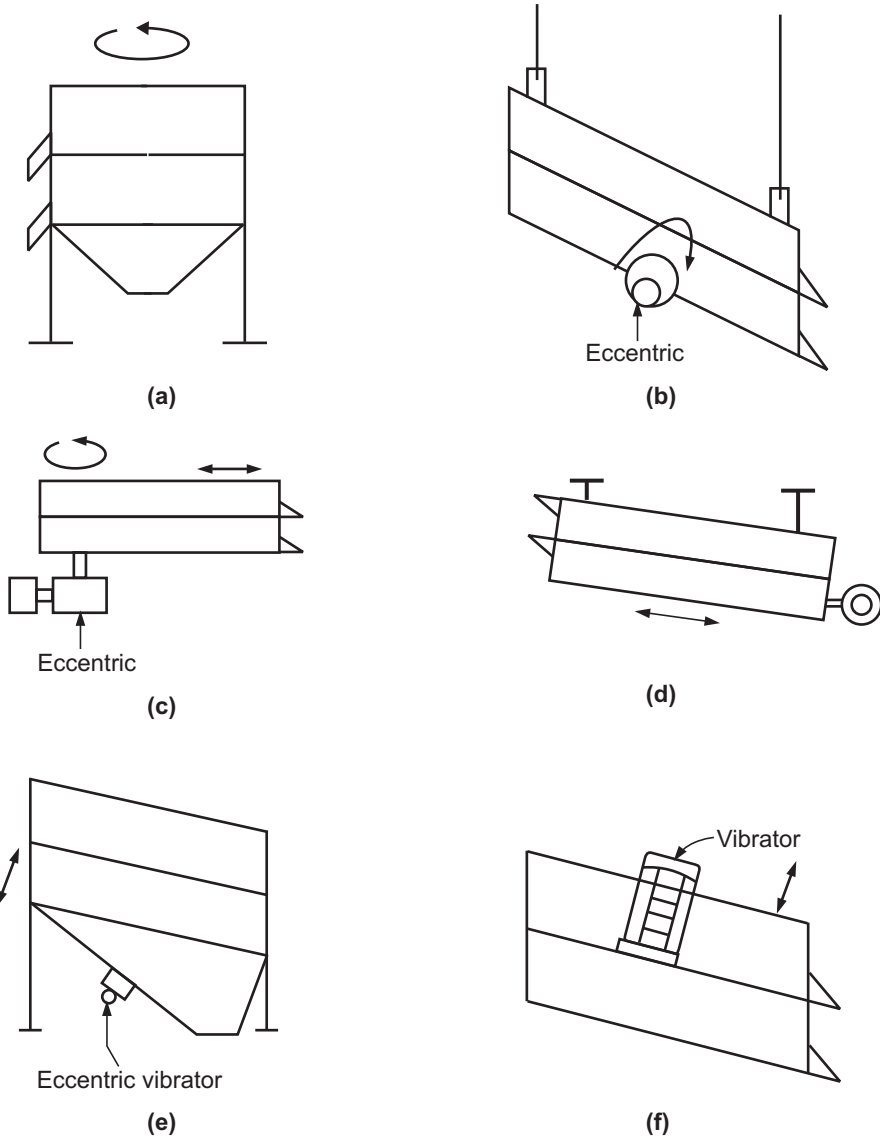 Eccentric
(a)
(b)
Eccentric
(c)
(d)
Vibrator
Eccentric vibrator
(e)
(f)